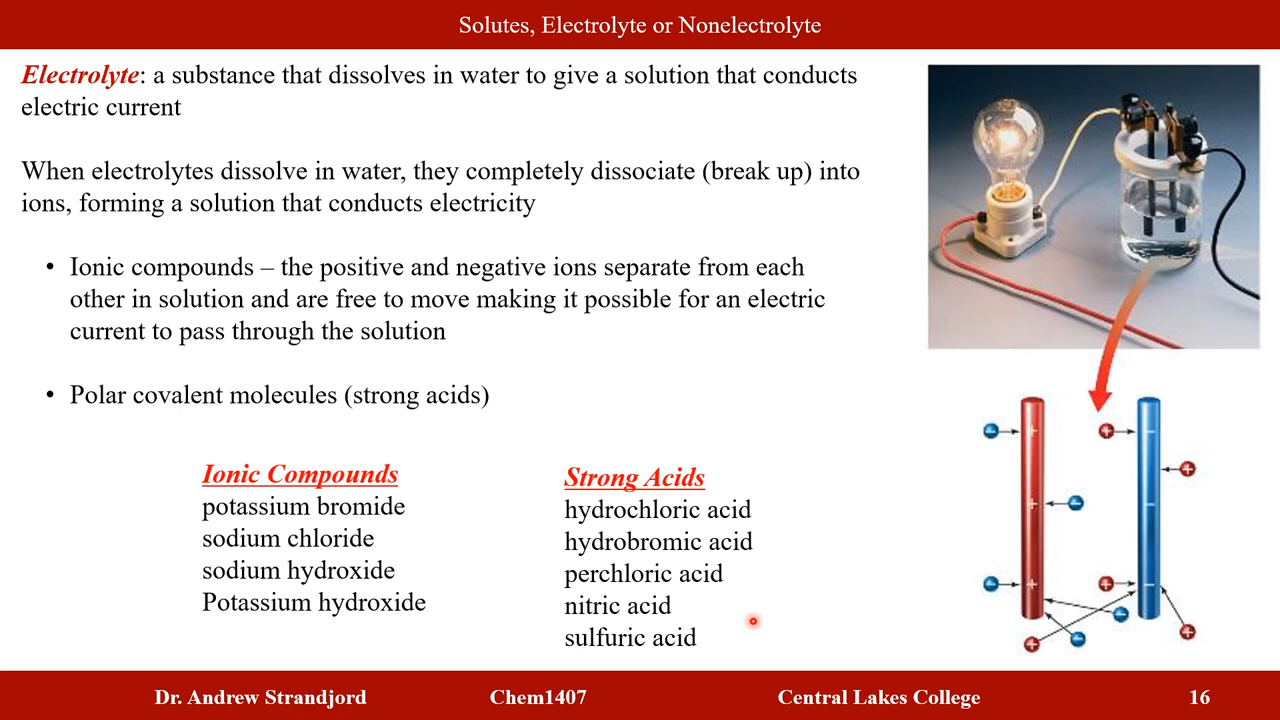 Solutes, Electrolyte or Nonelectrolyte
Electrolyte: a substance that dissolves in water to give a solution that conducts
electric current
When electrolytes dissolve in water, they completely dissociate (break up) into
ions, forming a solution that conducts electricity
• Ionic compounds – the positive and negative ions separate from each
other in solution and are free to move making it possible for an electric
current to pass through the solution
• Polar covalent molecules (strong acids)
Ionic Compounds
potassium bromide
sodium chloride
sodium hydroxide
Potassium hydroxide
Strong Acids
hydrochloric acid
hydrobromic acid
perchloric acid
nitric acid
sulfuric acid
Dr. Andrew Strandjord Chem1407 Central Lakes College 16